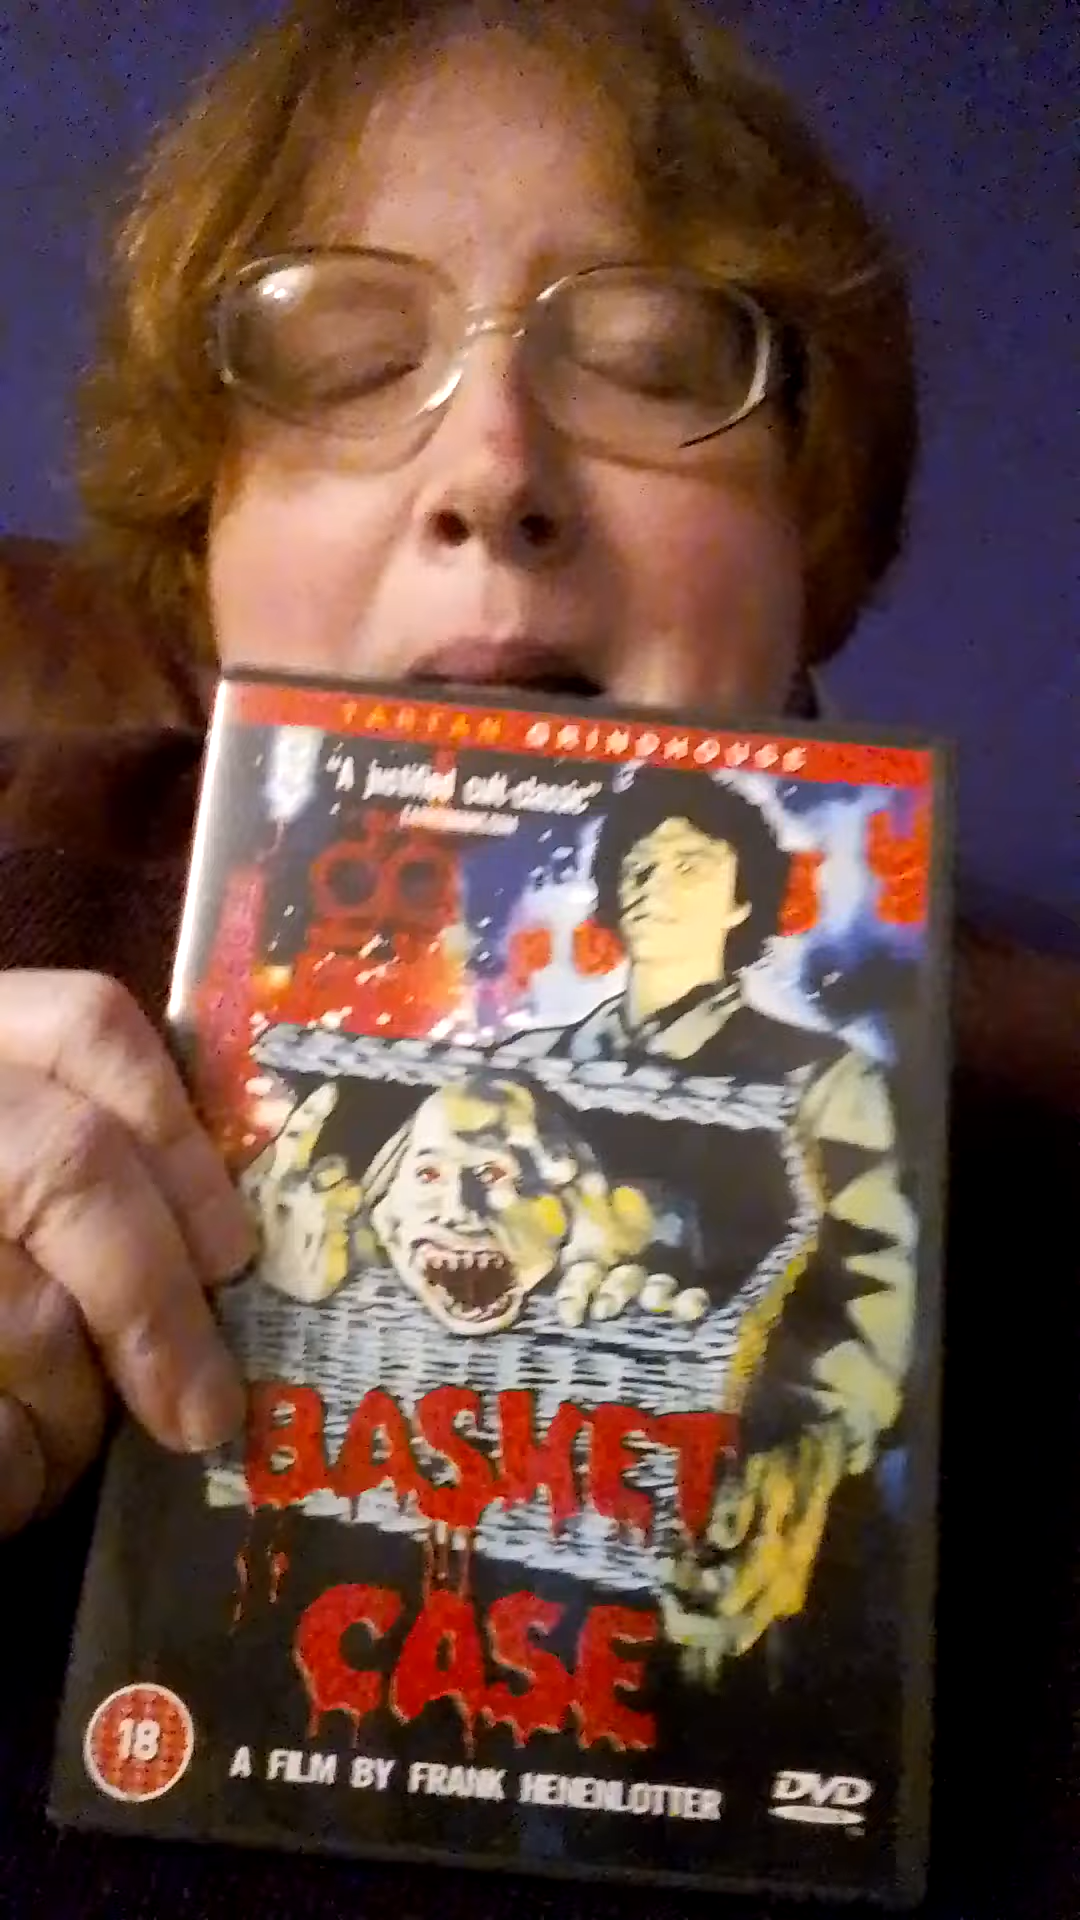 TARTAN GRINDHOUSE
"A justified cult-classic"
BASKET
CASE
18
A FILM BY FRANK HENENLOTTER
DVD